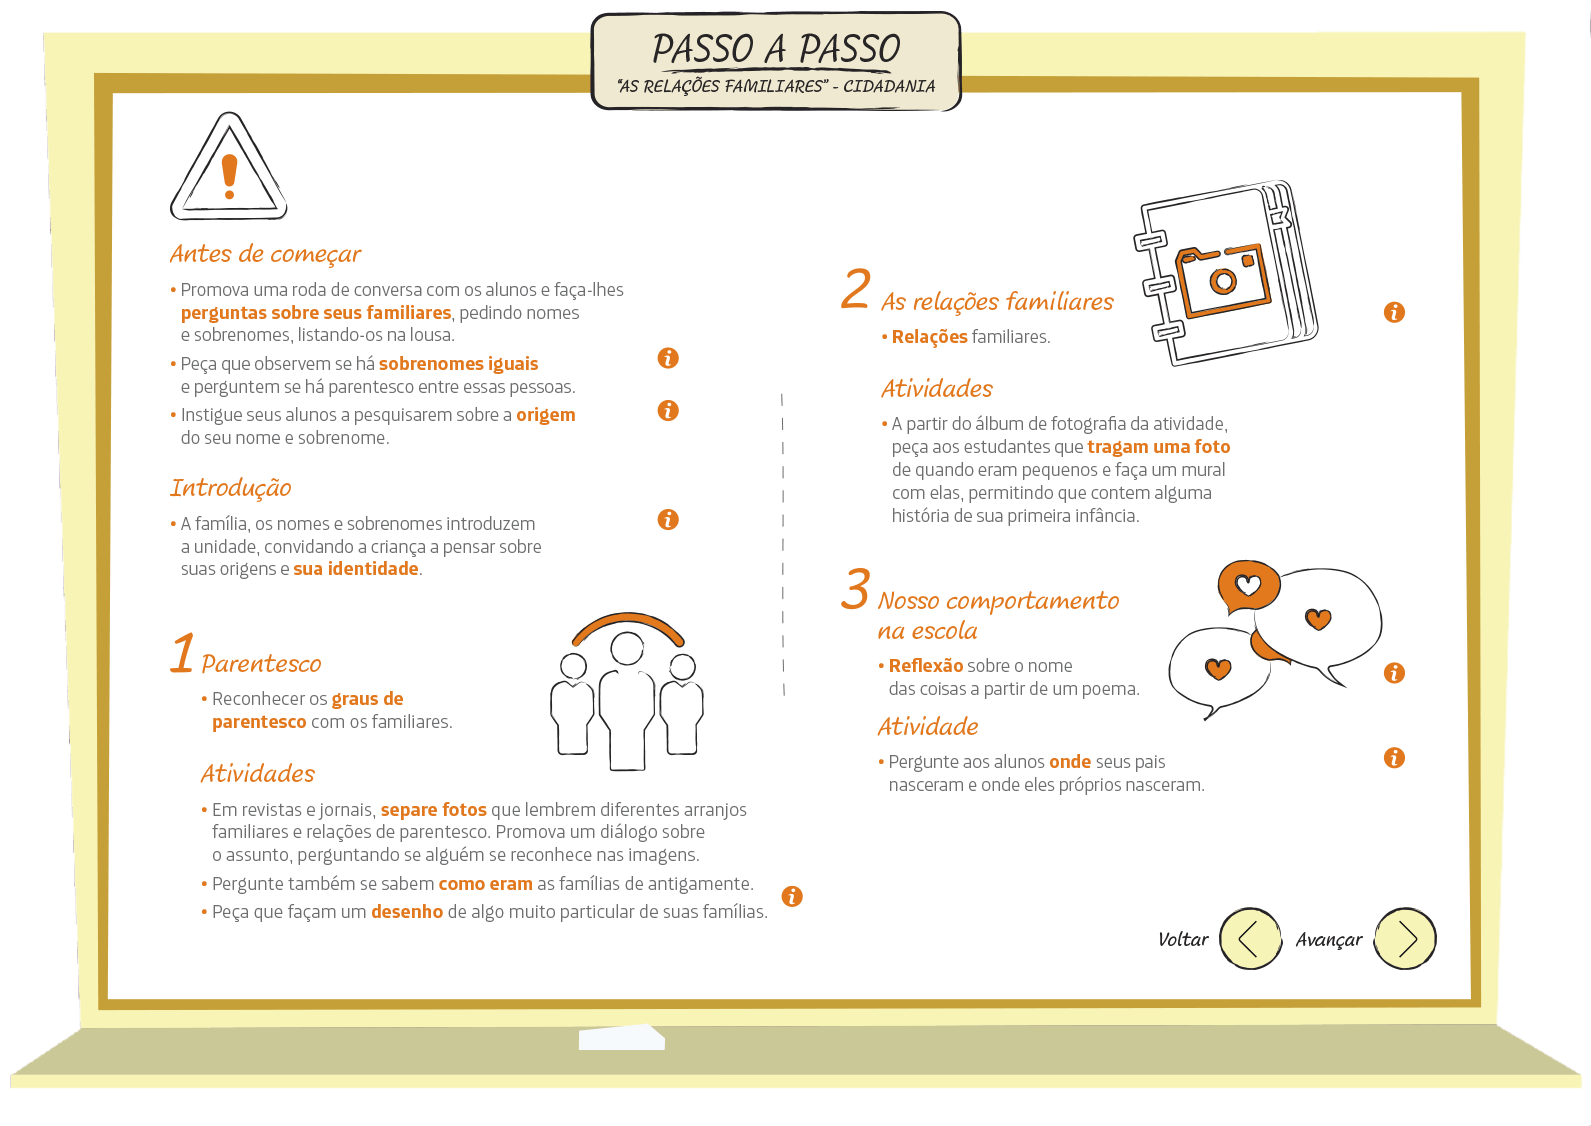 PASSO A PASSO
“AS RELAÇÕES FAMILIARES” - CIDADANIA
Antes de começar
• Promova uma roda de conversa com os alunos e faça-lhes
perguntas sobre seus familiares, pedindo nomes
e sobrenomes, listando-os na lousa.
• Peça que observem se há sobrenomes iguais
e perguntem se há parentesco entre essas pessoas.
i
• Instigue seus alunos a pesquisarem sobre a origem
do seu nome e sobrenome.
i
Introdução
• A família, os nomes e sobrenomes introduzem
a unidade, convidando a criança a pensar sobre
suas origens e sua identidade.
i
1 Parentesco
• Reconhecer os graus de
parentesco com os familiares.
Atividades
• Em revistas e jornais, separe fotos que lembrem diferentes arranjos
familiares e relações de parentesco. Promova um diálogo sobre
o assunto, perguntando se alguém se reconhece nas imagens.
• Pergunte também se sabem como eram as famílias de antigamente.
• Peça que façam um desenho de algo muito particular de suas famílias.
i
2 As relações familiares
• Relações familiares.
i
Atividades
• A partir do álbum de fotografia da atividade,
peça aos estudantes que tragam uma foto
de quando eram pequenos e faça um mural
com elas, permitindo que contem alguma
história de sua primeira infância.
3 Nosso comportamento
na escola
• Reflexão sobre o nome
das coisas a partir de um poema.
i
Atividade
• Pergunte aos alunos onde seus pais
nasceram e onde eles próprios nasceram.
i
Voltar
Avançar